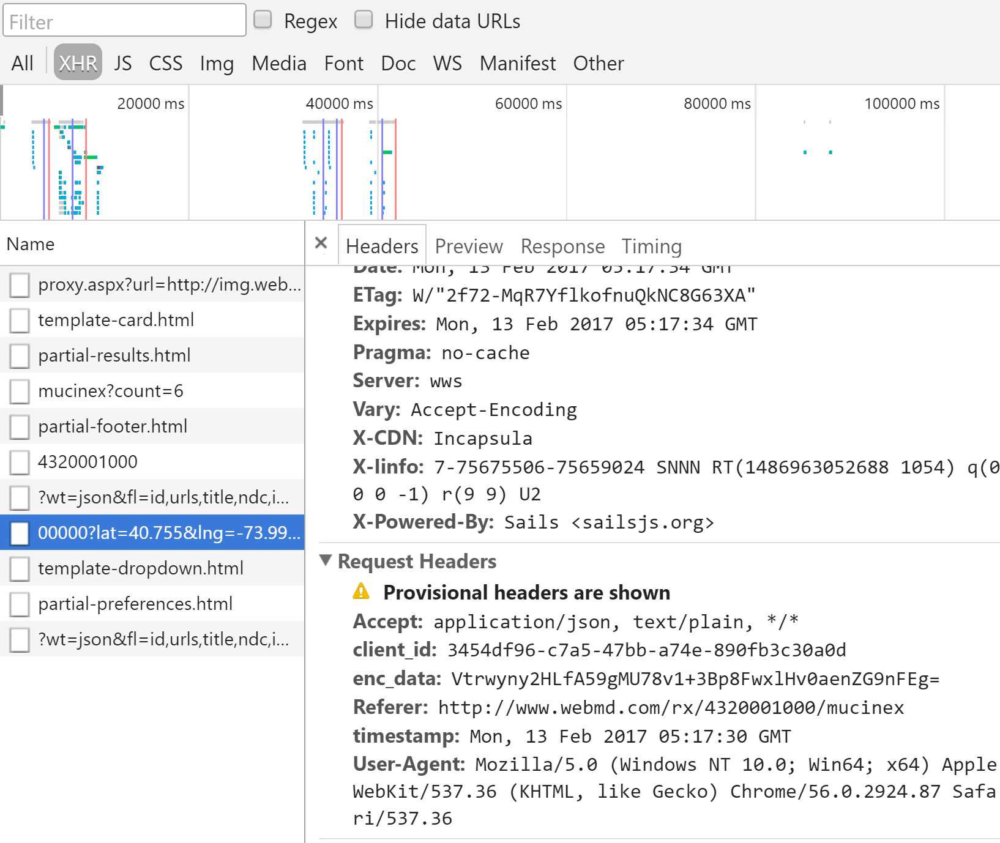 Filter
Regex
Hide data URLs
All XHR JS CSS Img Media Font Doc WS Manifest Other
20000 ms 40000 ms 60000 ms 80000 ms 100000 ms
Name
proxy.aspx?url=http://img.web...
template-card.html
partial-results.html
mucinex?count=6
partial-footer.html
4320001000
?wt=json&fl=id,urls,title,ndc,i...
00000?lat=40.755&lng=-73.99...
template-dropdown.html
partial-preferences.html
?wt=json&fl=id,urls,title,ndc,i...
× Headers Preview Response Timing
Date: Mon, 13 Feb 2017 05:17:34 GMT
ETag: W/"2f72-MqR7YflkofnuQkNC8G63XA"
Expires: Mon, 13 Feb 2017 05:17:34 GMT
Pragma: no-cache
Server: wws
Vary: Accept-Encoding
X-CDN: Incapsula
X-Iinfo: 7-75675506-75659024 SNNN RT(1486963052688 1054) q(0
0 0 -1) r(9 9) U2
X-Powered-By: Sails <sailsjs.org>
Request Headers
Provisional headers are shown
Accept: application/json, text/plain, */*
client_id: 3454df96-c7a5-47bb-a74e-890fb3c30a0d
enc_data: Vtrwyny2HLfA59gMU78v1+3Bp8FwxlHv0aenZG9nFEg=
Referer: http://www.webmd.com/rx/4320001000/mucinex
timestamp: Mon, 13 Feb 2017 05:17:30 GMT
User-Agent: Mozilla/5.0 (Windows NT 10.0; Win64; x64) Apple
WebKit/537.36 (KHTML, like Gecko) Chrome/56.0.2924.87 Safa
ri/537.36